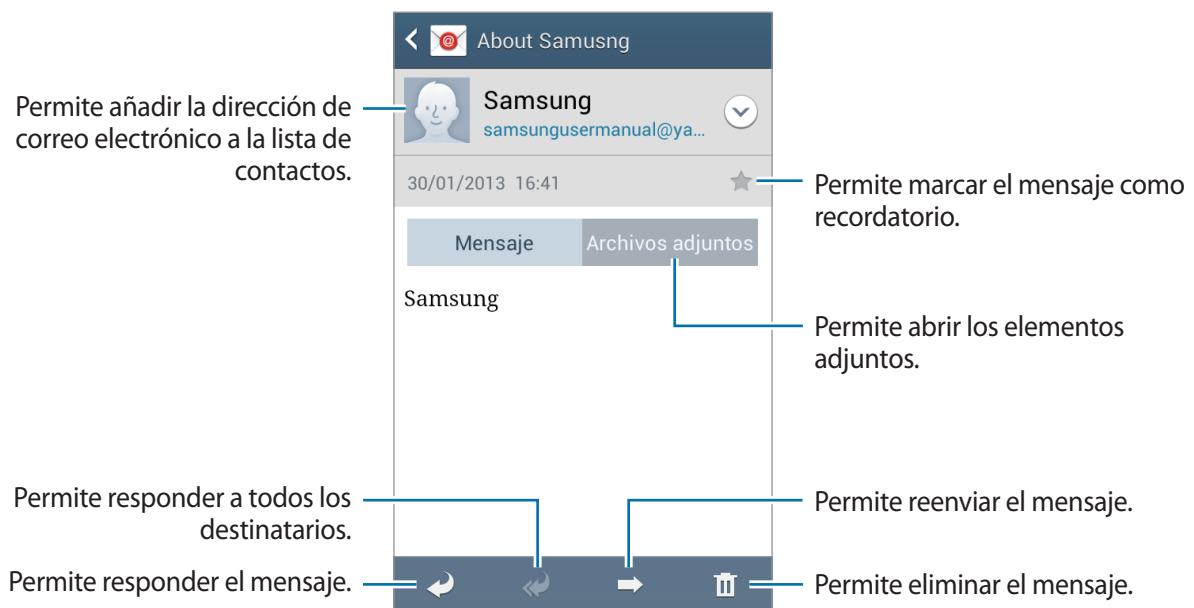 About Samusng
Permite añadir la dirección de
correo electrónico a la lista de
contactos.
Samsung
samsungusermanual@ya...
30/01/2013 16:41
Permite marcar el mensaje como
recordatorio.
Mensaje
Archivos adjuntos
Samsung
Permite abrir los elementos
adjuntos.
Permite responder a todos los
destinatarios.
Permite reenviar el mensaje.
Permite responder el mensaje.
Permite eliminar el mensaje.